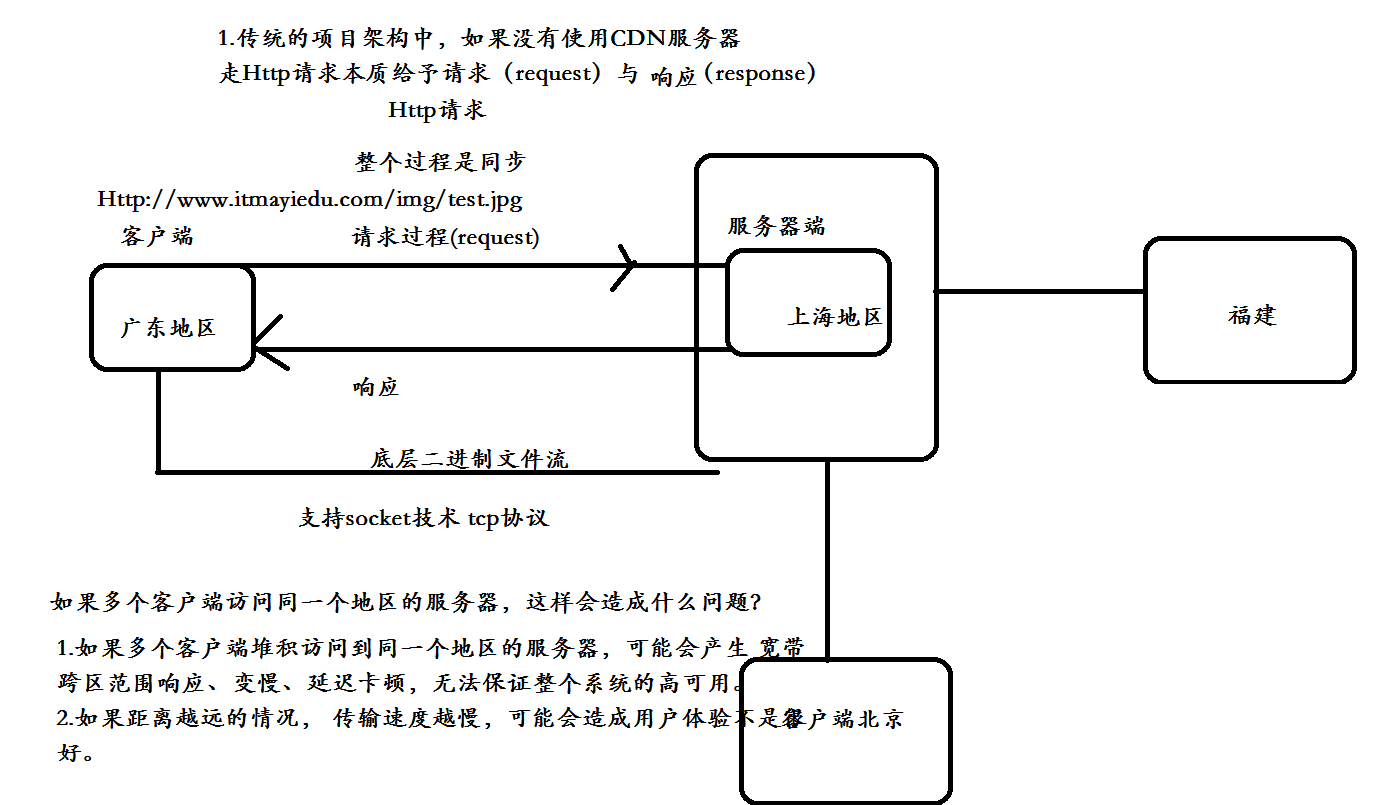 1.传统的项目架构中，如果没有使用CDN服务器
走Http请求本质给予请求（request）与 响应（response）
Http请求
整个过程是同步
Http://www.itmayiedu.com/img/test.jpg
客户端
请求过程(request)
服务器端
广东地区
上海地区
福建
响应
底层二进制文件流
支持socket技术 tcp协议
如果多个客户端访问同一个地区的服务器，这样会造成什么问题？
1.如果多个客户端堆积访问到同一个地区的服务器，可能会产生 宽带
跨区范围响应、变慢、延迟卡顿，无法保证整个系统的高可用。
2.如果距离越远的情况， 传输速度越慢，可能会造成用户体验不是很
好。
客户端北京